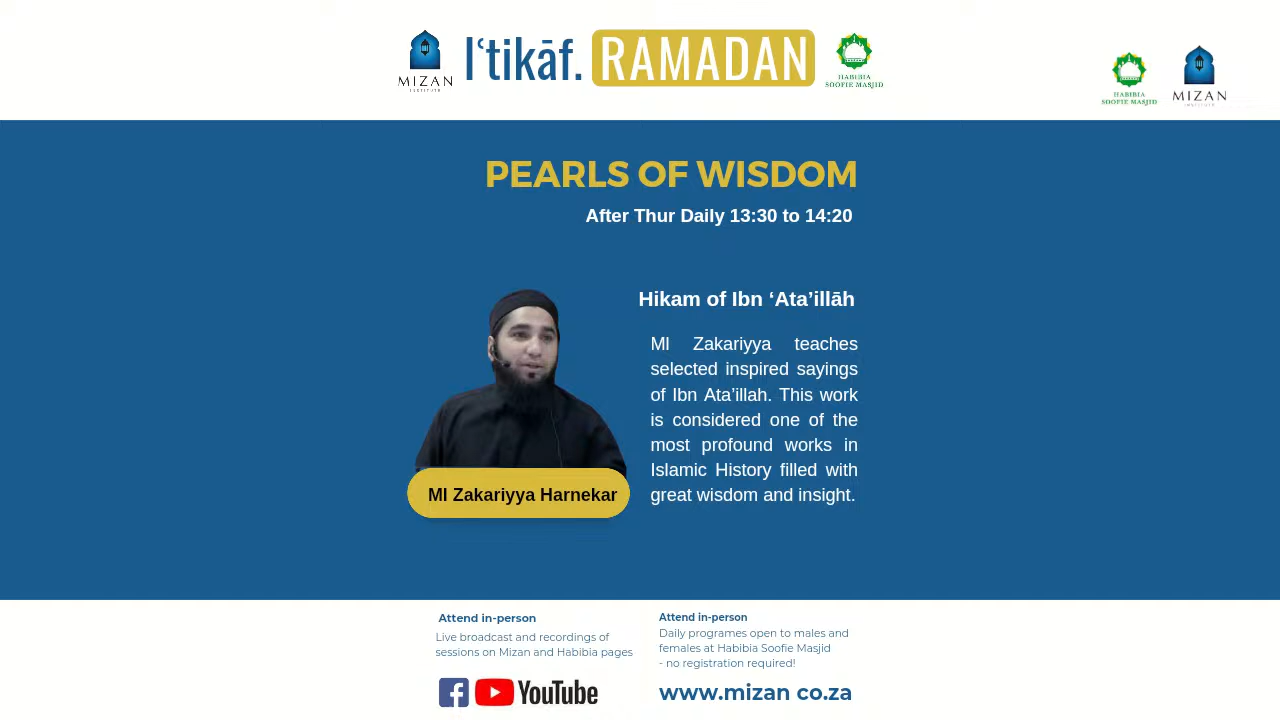 MIZAN
INSTITUTE
Iʿtikāf. RAMADAN
HABIBIA
SOOFIE MASJID
HABIBIA
SOOFIE MASJID
MIZAN
INSTITUTE
PEARLS OF WISDOM
After Thur Daily 13:30 to 14:20
Hikam of Ibn ‘Ata’illāh
Ml Zakariyya teaches
selected inspired sayings
of Ibn Ata’illah. This work
is considered one of the
most profound works in
Islamic History filled with
great wisdom and insight.
Ml Zakariyya Harnekar
Attend in-person
Live broadcast and recordings of
sessions on Mizan and Habibia pages
YouTube
Attend in-person
Daily programes open to males and
females at Habibia Soofie Masjid
- no registration required!
www.mizan co.za